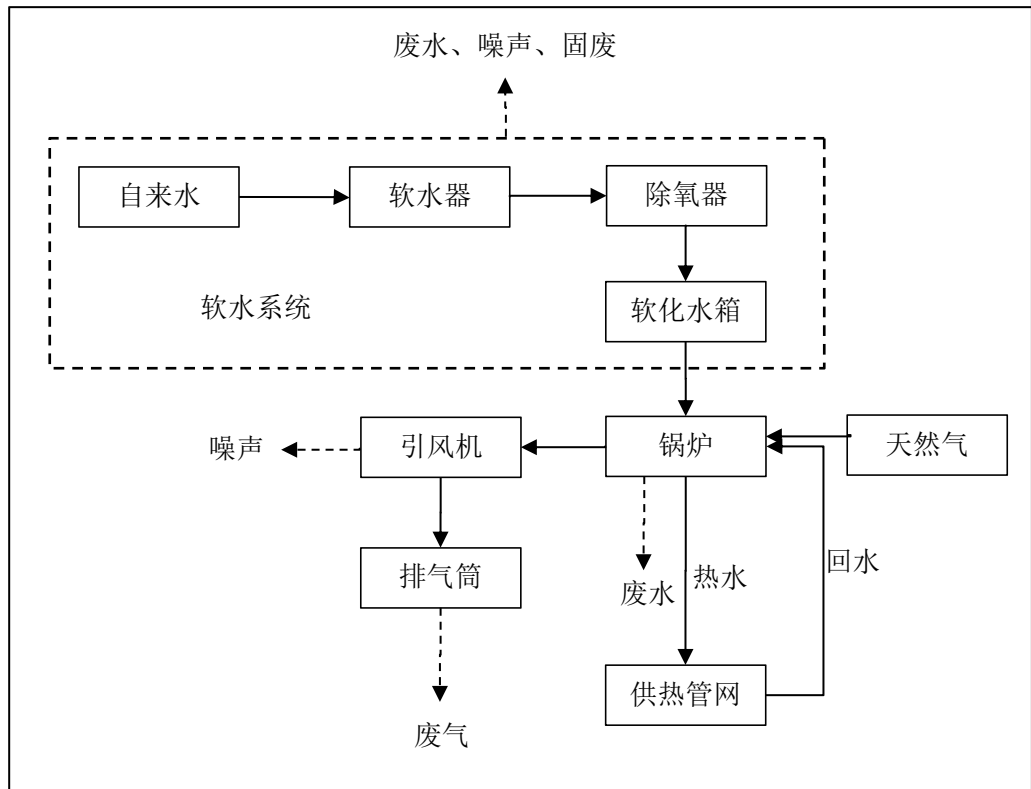 废水、噪声、固废
自来水
软水器
除氧器
软水系统
软化水箱
噪声
引风机
锅炉
天然气
排气筒
废水
热水
回水
供热管网
废气